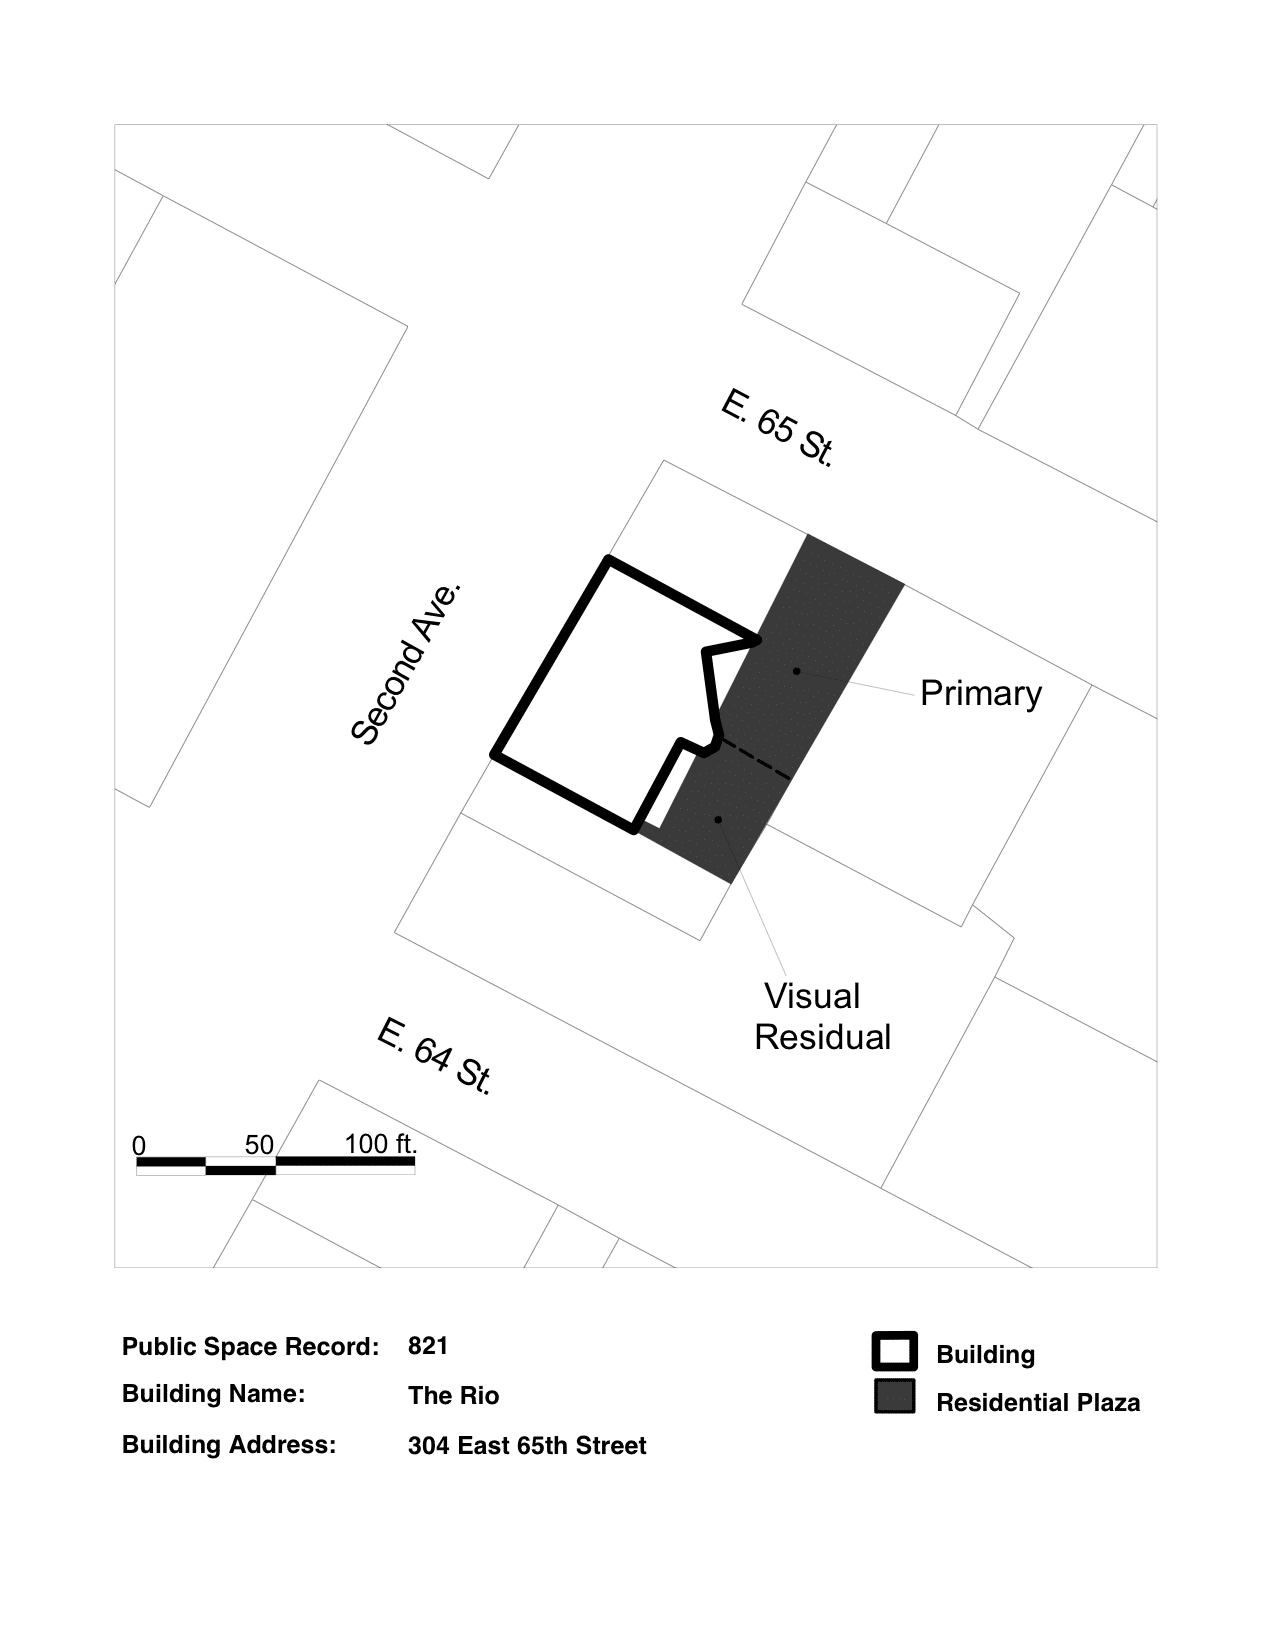 E. 65 St.
Second Ave.
Primary
Visual
Residual
E. 64 St.
0 50 100 ft.
Public Space Record: 821
Building Name: The Rio
Building Address: 304 East 65th Street
Building
Residential Plaza